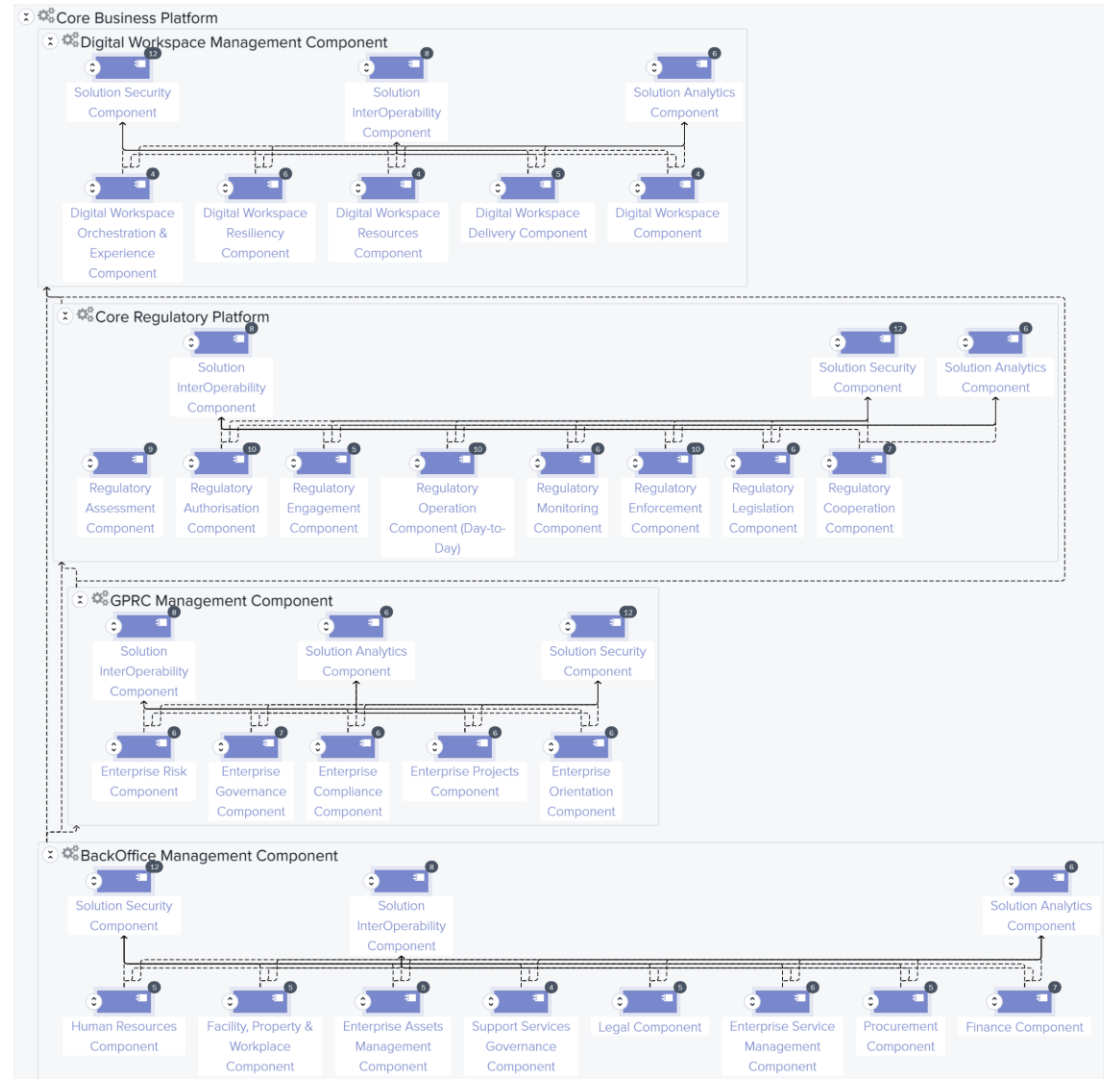 Core Business Platform
Digital Workspace Management Component
12
8
6
Solution Security
Component
Solution
InterOperability
Component
Solution Analytics
Component
4
6
4
5
4
Digital Workspace
Orchestration &
Experience
Component
Digital Workspace
Resiliency
Component
Digital Workspace
Resources
Component
Digital Workspace
Delivery Component
Digital Workspace
Component
Core Regulatory Platform
8
12
6
Solution
InterOperability
Component
Solution Security
Component
Solution Analytics
Component
9
10
5
10
6
10
6
7
Regulatory
Assessment
Component
Regulatory
Authorisation
Component
Regulatory
Engagement
Component
Regulatory
Operation
Component (Day-to-
Day)
Regulatory
Monitoring
Component
Regulatory
Enforcement
Component
Regulatory
Legislation
Component
Regulatory
Cooperation
Component
GPRC Management Component
8
6
12
Solution
InterOperability
Component
Solution Analytics
Component
Solution Security
Component
6
7
6
6
6
Enterprise Risk
Component
Enterprise
Governance
Component
Enterprise
Compliance
Component
Enterprise Projects
Component
Enterprise
Orientation
Component
BackOffice Management Component
12
8
6
Solution Security
Component
Solution
InterOperability
Component
Solution Analytics
Component
5
5
5
4
5
6
5
7
Human Resources
Component
Facility, Property &
Workplace
Component
Enterprise Assets
Management
Component
Support Services
Governance
Component
Legal Component
Enterprise Service
Management
Component
Procurement
Component
Finance Component